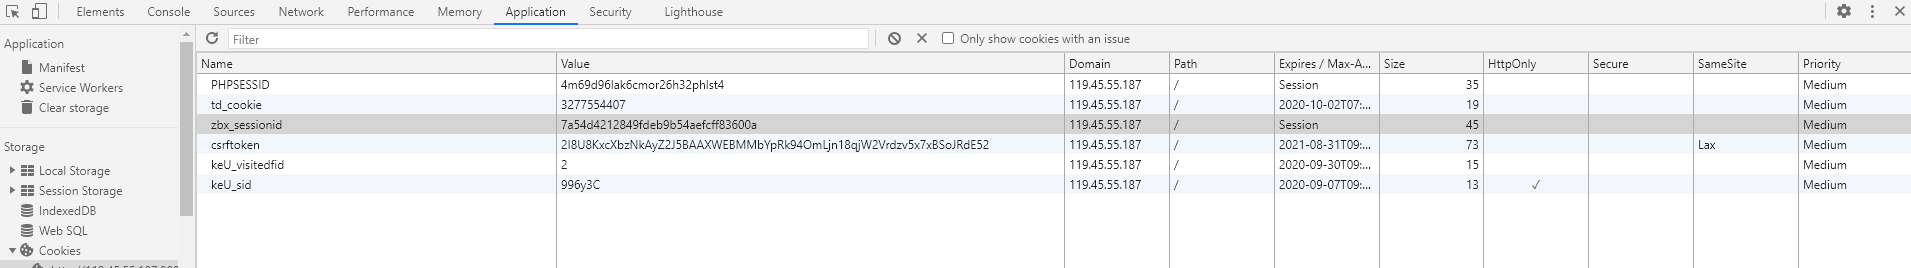 Elements Console Sources Network Performance Memory Application Security Lighthouse
Application
Manifest
Service Workers
Clear storage
Storage
Local Storage
Session Storage
IndexedDB
Web SQL
Cookies
Filter Only show cookies with an issue
Name Value Domain Path Expires / Max-A... Size HttpOnly Secure SameSite Priority
PHPSESSID 4m69d96lak6cmor26h32phlst4 119.45.55.187 / Session 35 Medium
td_cookie 3277554407 119.45.55.187 / 2020-10-02T07:... 19 Medium
zbx_sessionid 7a54d4212849fdeb9b54aefcff83600a 119.45.55.187 / Session 45 Medium
csrftoken 2I8U8KxcXbzNkAyZ2J5BAAXWEBMMbYpRk94OmLjn18qjW2Vrdzv5x7xBSoJRdE52 119.45.55.187 / 2021-08-31T09:... 73 Lax Medium
keU_visitedfid 2 119.45.55.187 / 2020-09-30T09:... 15 Medium
keU_sid 996y3C 119.45.55.187 / 2020-09-07T09:... 13 ✓ Medium